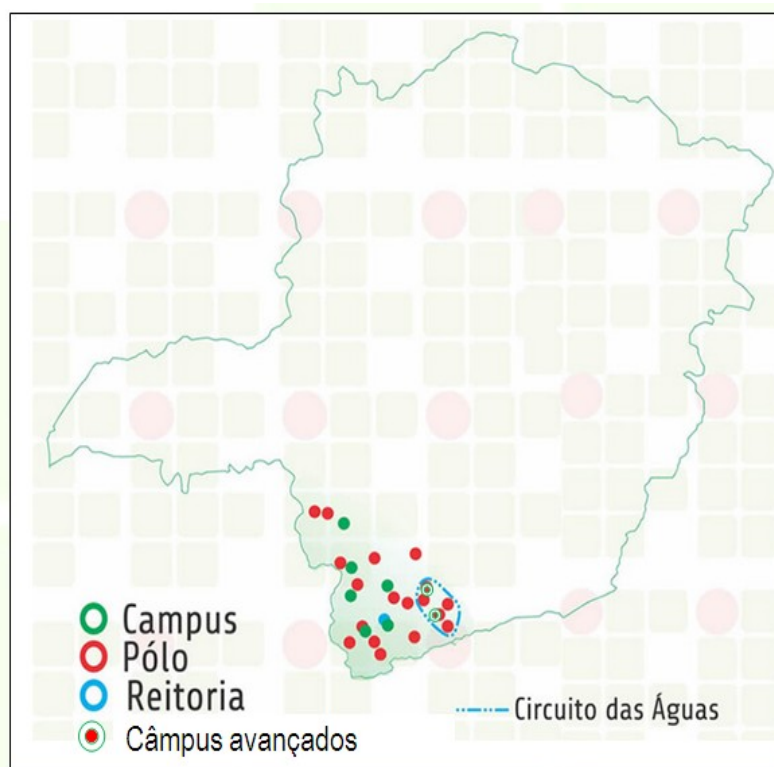 Campus
Pólo
Reitoria
Câmpus avançados
Circuito das Águas